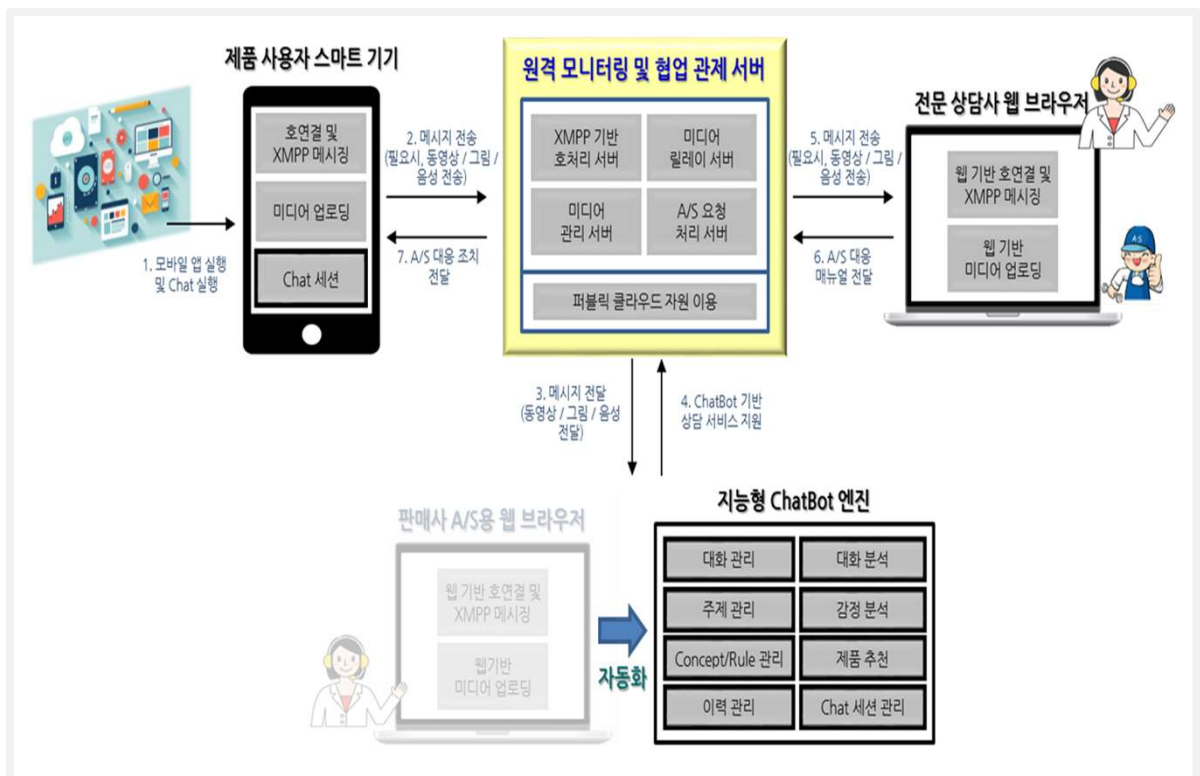 제품 사용자 스마트 기기
호연결 및
XMPP 메시징
미디어 업로딩
Chat 세션
1. 모바일 앱 실행
및 Chat 실행
2. 메시지 전송
(필요시, 동영상 / 그림 /
음성 전송)
7. A/S 대응 조치
전달
원격 모니터링 및 협업 관제 서버
XMPP 기반
호처리 서버
미디어
릴레이 서버
미디어
관리 서버
A/S 요청
처리 서버
퍼블릭 클라우드 자원 이용
5. 메시지 전송
(필요시, 동영상 / 그림 /
음성 전송)
6. A/S 대응
매뉴얼 전달
전문 상담사 웹 브라우저
웹 기반 호연결 및
XMPP 메시징
웹 기반
미디어 업로딩
A S
3. 메시지 전달
(동영상 / 그림 / 음성
전달)
4. ChatBot 기반
상담 서비스 지원
판매사 A/S용 웹 브라우저
웹 기반 호연결 및
XMPP 메시징
웹기반
미디어 업로딩
자동화
지능형 ChatBot 엔진
대화 관리
대화 분석
주제 관리
감정 분석
Concept/Rule 관리
제품 추천
이력 관리
Chat 세션 관리